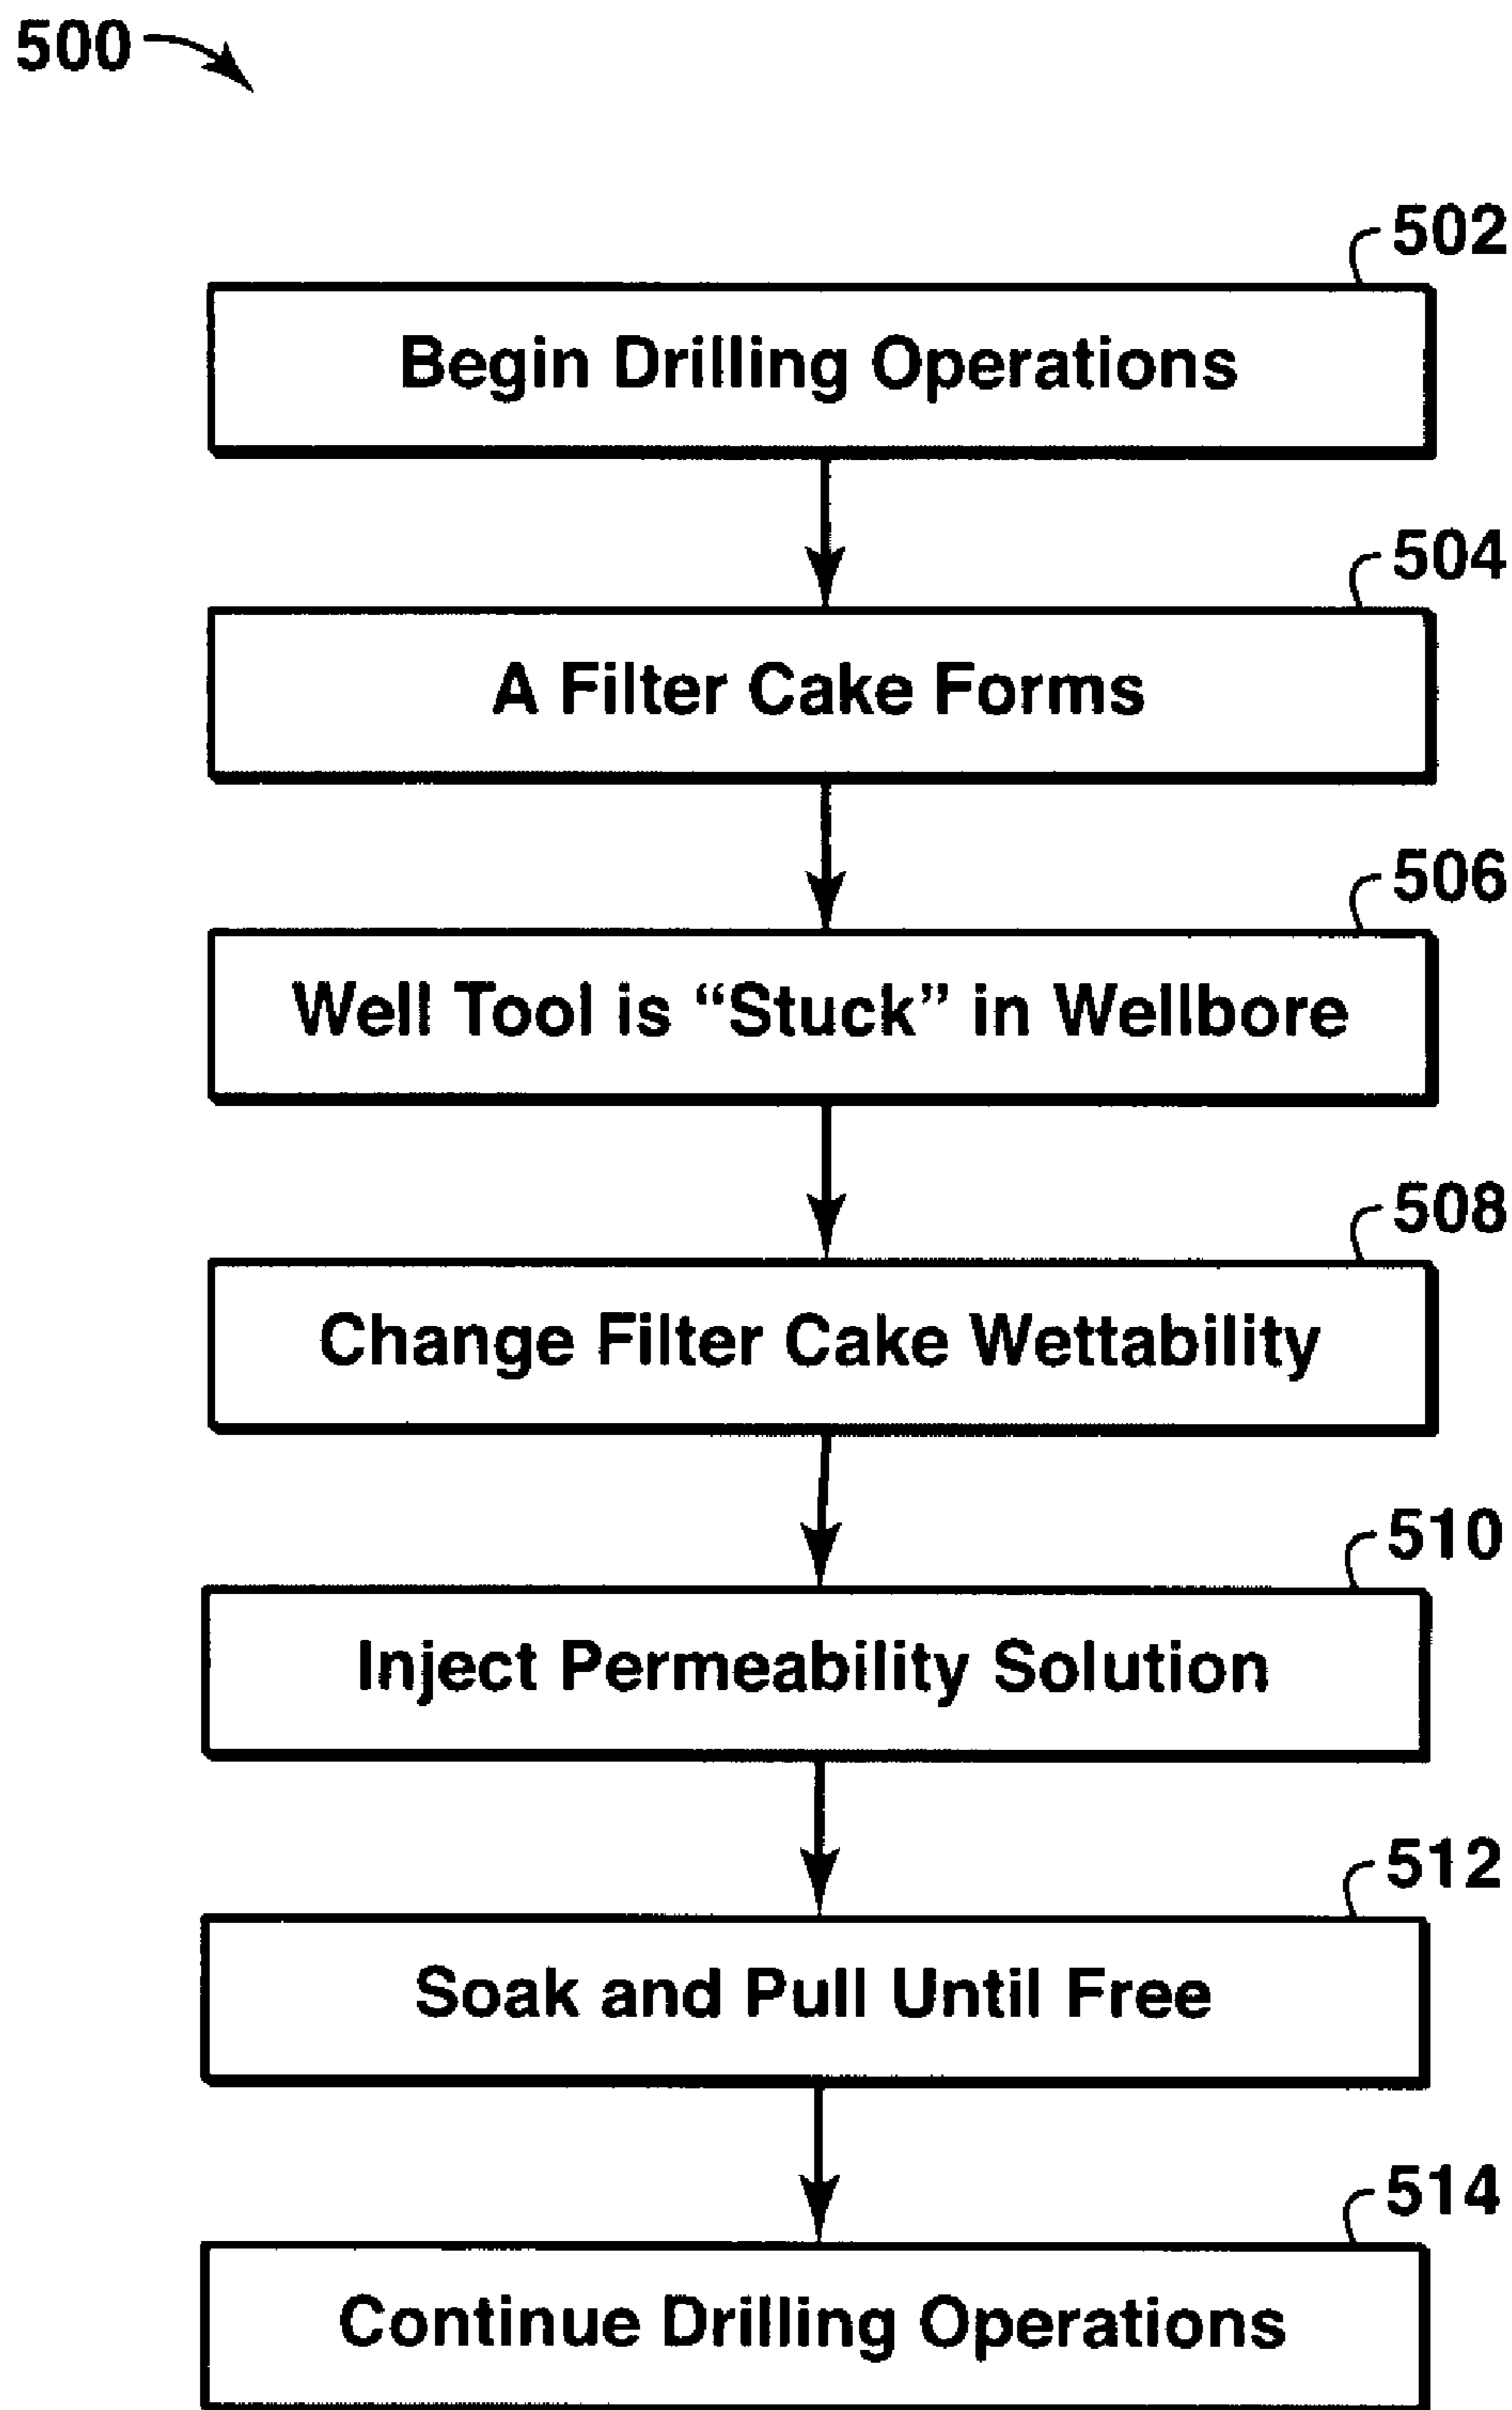 500
502
Begin Drilling Operations
504
A Filter Cake Forms
506
Well Tool is “Stuck” in Wellbore
508
Change Filter Cake Wettability
510
Inject Permeability Solution
512
Soak and Pull Until Free
514
Continue Drilling Operations